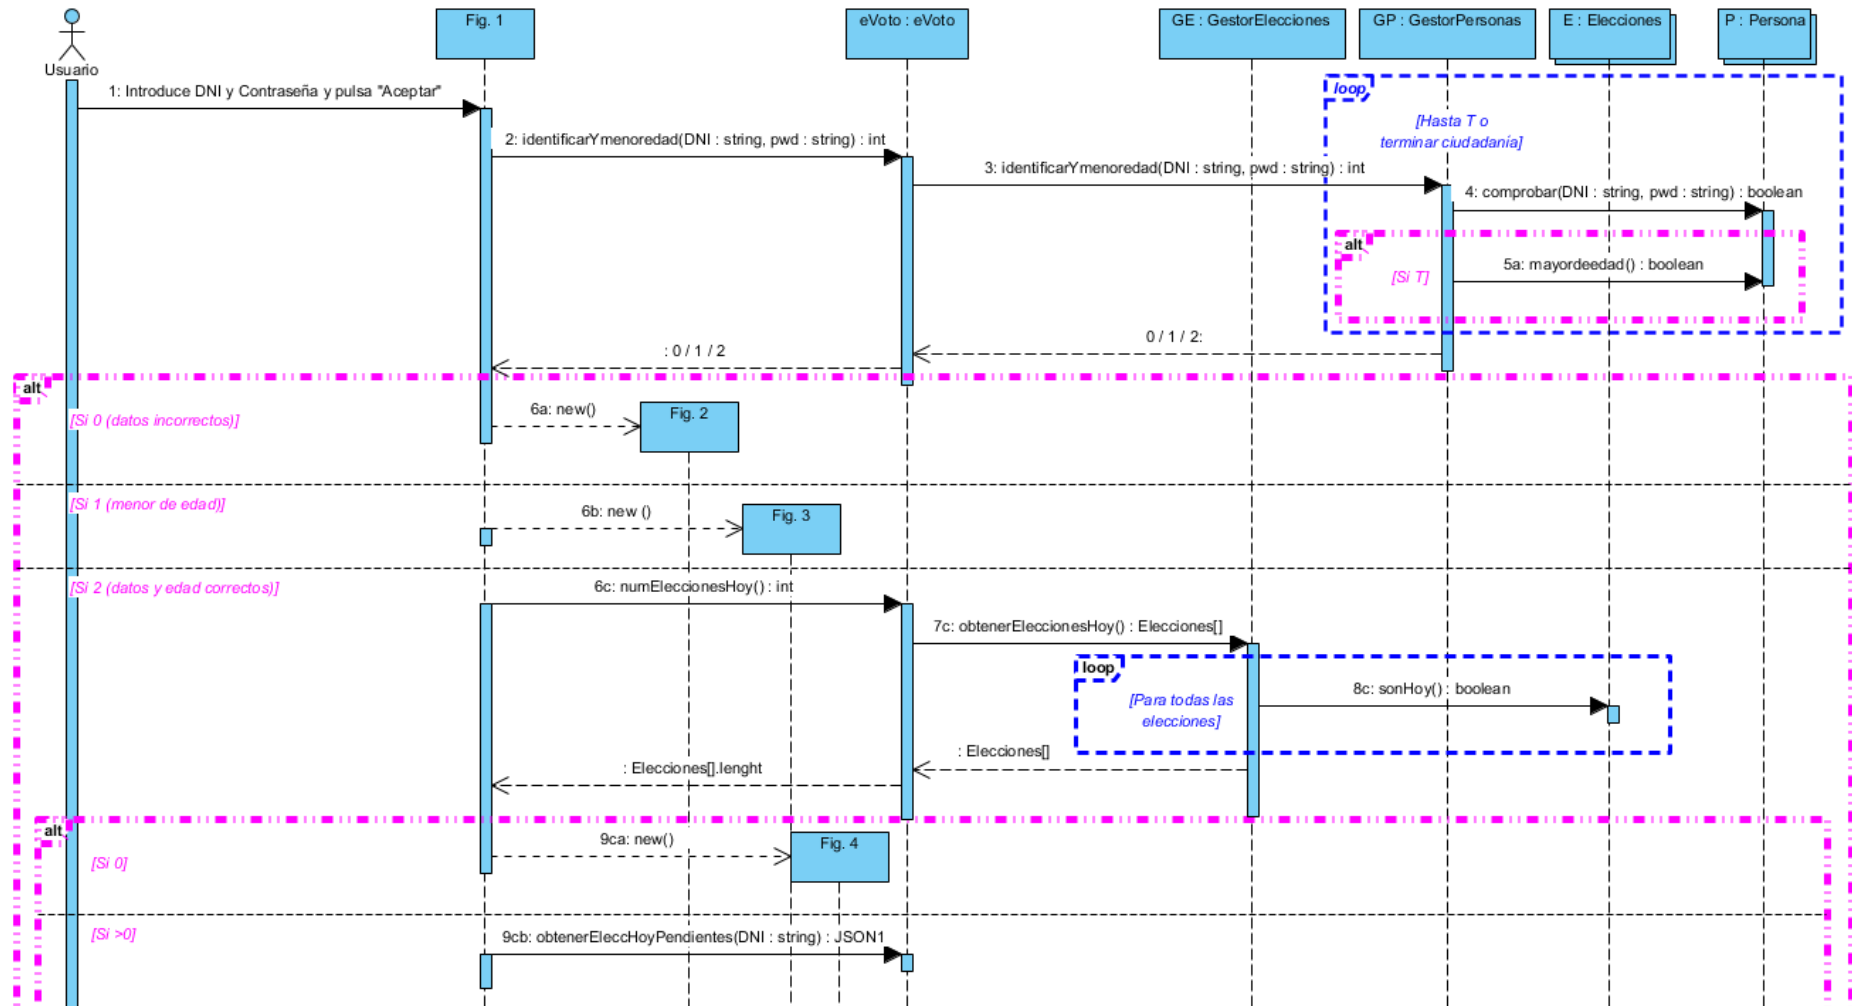 Usuario
Fig. 1
eVoto : eVoto
GE : GestorElecciones
GP : GestorPersonas
E : Elecciones
P : Persona
1: Introduce DNI y Contraseña y pulsa "Aceptar"
loop
[Hasta T o
terminar ciudadanía]
2: identificarYmenoredad(DNI : string, pwd : string) : int
3: identificarYmenoredad(DNI : string, pwd : string) : int
4: comprobar(DNI : string, pwd : string) : boolean
alt
[Si T]
5a: mayordeedad() : boolean
0 / 1 / 2:
: 0 / 1 / 2
alt
[Si 0 (datos incorrectos)]
6a: new()
Fig. 2
[Si 1 (menor de edad)]
6b: new ()
Fig. 3
[Si 2 (datos y edad correctos)]
6c: numEleccionesHoy() : int
7c: obtenerEleccionesHoy() : Elecciones[]
loop
[Para todas las
elecciones]
8c: sonHoy() : boolean
: Elecciones[]
: Elecciones[].lenght
alt
[Si 0]
9ca: new()
Fig. 4
[Si >0]
9cb: obtenerEleccHoyPendientes(DNI : string) : JSON1